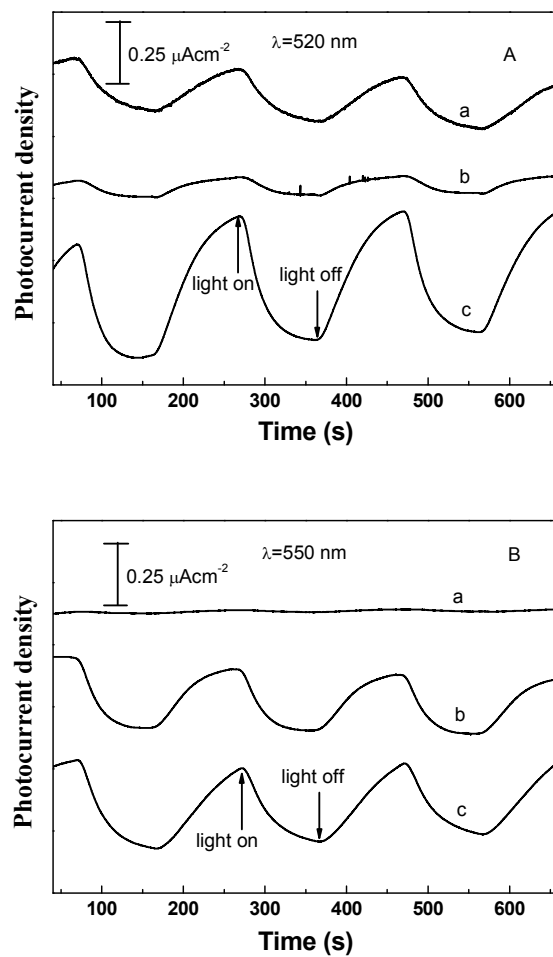 λ=520 nm
A
0.25 μAcm-2
a
b
light on
light off
c
Photocurrent density
100 200 300 400 500 600
Time (s)
λ=550 nm
B
0.25 μAcm-2
a
b
light off
c
light on
Photocurrent density
100 200 300 400 500 600
Time (s)